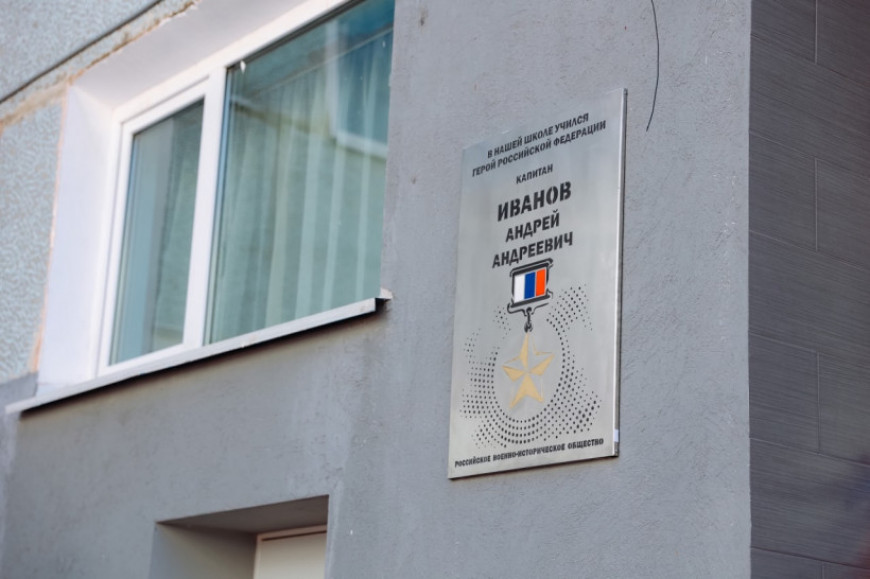 В НАШЕЙ ШКОЛЕ УЧИЛСЯ
ГЕРОЙ РОССИЙСКОЙ ФЕДЕРАЦИИ
КАПИТАН
ИВАНОВ
АНДРЕЙ
АНДРЕЕВИЧ
РОССИЙСКОЕ ВОЕННО-ИСТОРИЧЕСКОЕ ОБЩЕСТВО